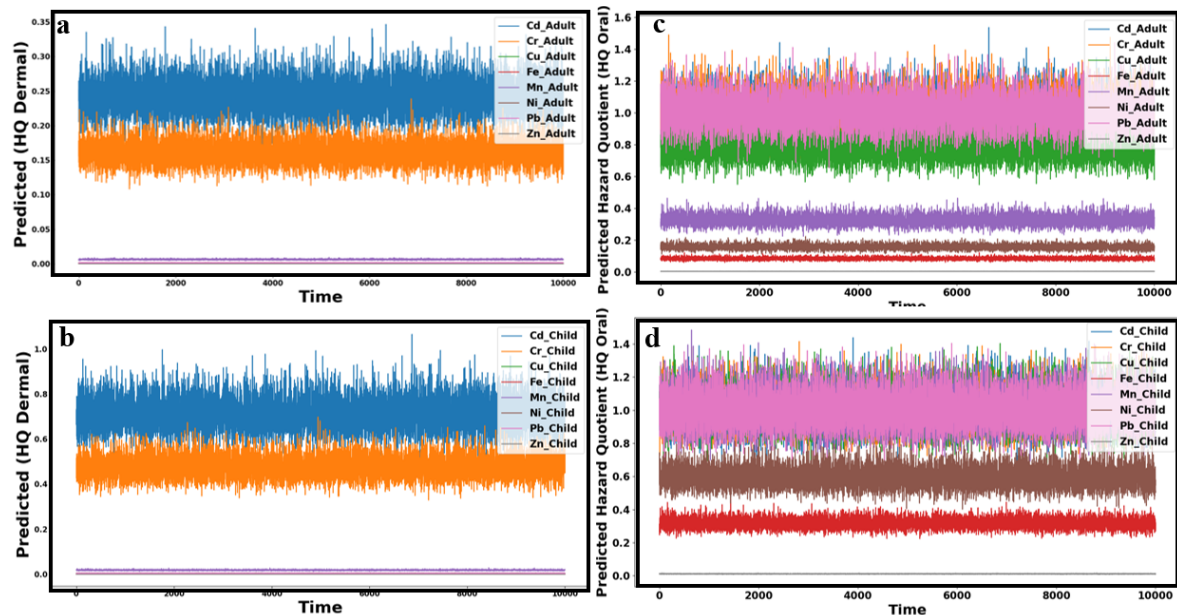 a
Predicted (HQ Dermal)
0.35
0.30
0.25
0.20
0.15
0.10
0.05
0.00
Cd_Adult
Cr_Adult
Cu_Adult
Fe_Adult
Mn_Adult
Ni_Adult
Pb_Adult
Zn_Adult
0 2000 4000 6000 8000 10000
Time
c
Predicted Hazard Quotient (HQ Oral)
1.6
1.4
1.2
1.0
0.8
0.6
0.4
0.2
0.0
Cd_Adult
Cr_Adult
Cu_Adult
Fe_Adult
Mn_Adult
Ni_Adult
Pb_Adult
Zn_Adult
0 2000 4000 6000 8000 10000
Time
b
Predicted (HQ Dermal)
1.0
0.8
0.6
0.4
0.2
0.0
Cd_Child
Cr_Child
Cu_Child
Fe_Child
Mn_Child
Ni_Child
Pb_Child
Zn_Child
0 2000 4000 6000 8000 10000
Time
d
Predicted Hazard Quotient (HQ Oral)
1.4
1.2
1.0
0.8
0.6
0.4
0.2
0.0
Cd_Child
Cr_Child
Cu_Child
Fe_Child
Mn_Child
Ni_Child
Pb_Child
Zn_Child
0 2000 4000 6000 8000 10000
Time